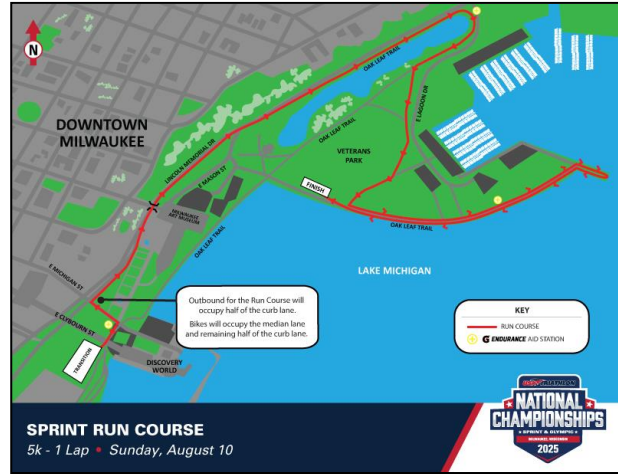 N
DOWNTOWN
MILWAUKEE
LINCOLN MEMORIAL DR
OAK LEAF TRAIL
E LAGOON DR
OAK LEAF TRAIL
VETERANS
PARK
E MASON ST
FINISH
MILWAUKEE
ART MUSEUM
OAK LEAF TRAIL
OAK LEAF TRAIL
E MICHIGAN ST
LAKE MICHIGAN
E CLYBOURN ST
Outbound for the Run Course will
occupy half of the curb lane.
Bikes will occupy the median lane
and remaining half of the curb lane.
TRANSITION
DISCOVERY
WORLD
KEY
RUN COURSE
G ENDURANCE AID STATION
SPRINT RUN COURSE
5k - 1 Lap • Sunday, August 10
USA TRIATHLON
NATIONAL
CHAMPIONSHIPS
SPRINT & OLYMPIC
MILWAUKEE, WISCONSIN
2025